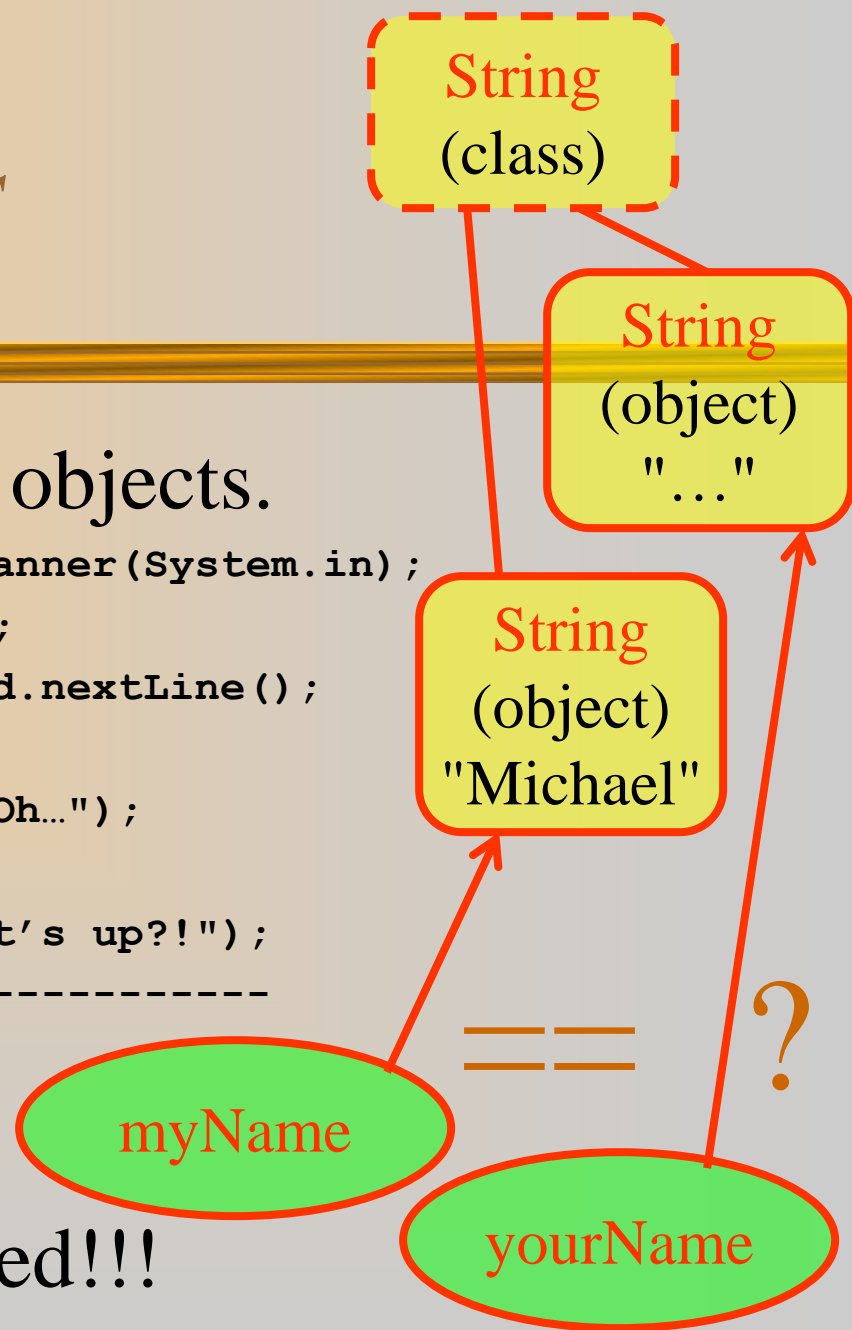 String
(class)
String
(object)
"…"
objects.
anner(System.in);
;
d.nextLine();
String
(object)
"Michael"
Oh…");
t’s up?!");
-----------
== ?
myName
yourName
ed!!!